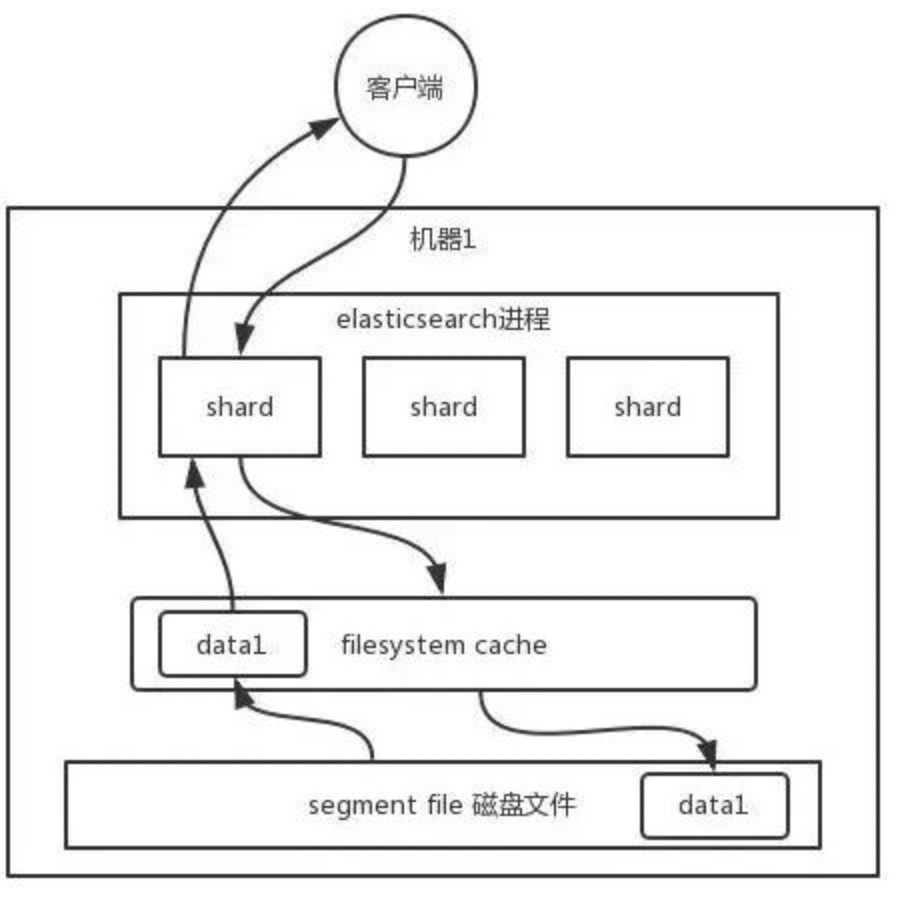 客户端
机器1
elasticsearch进程
shard
shard
shard
data1
filesystem cache
segment file 磁盘文件
data1